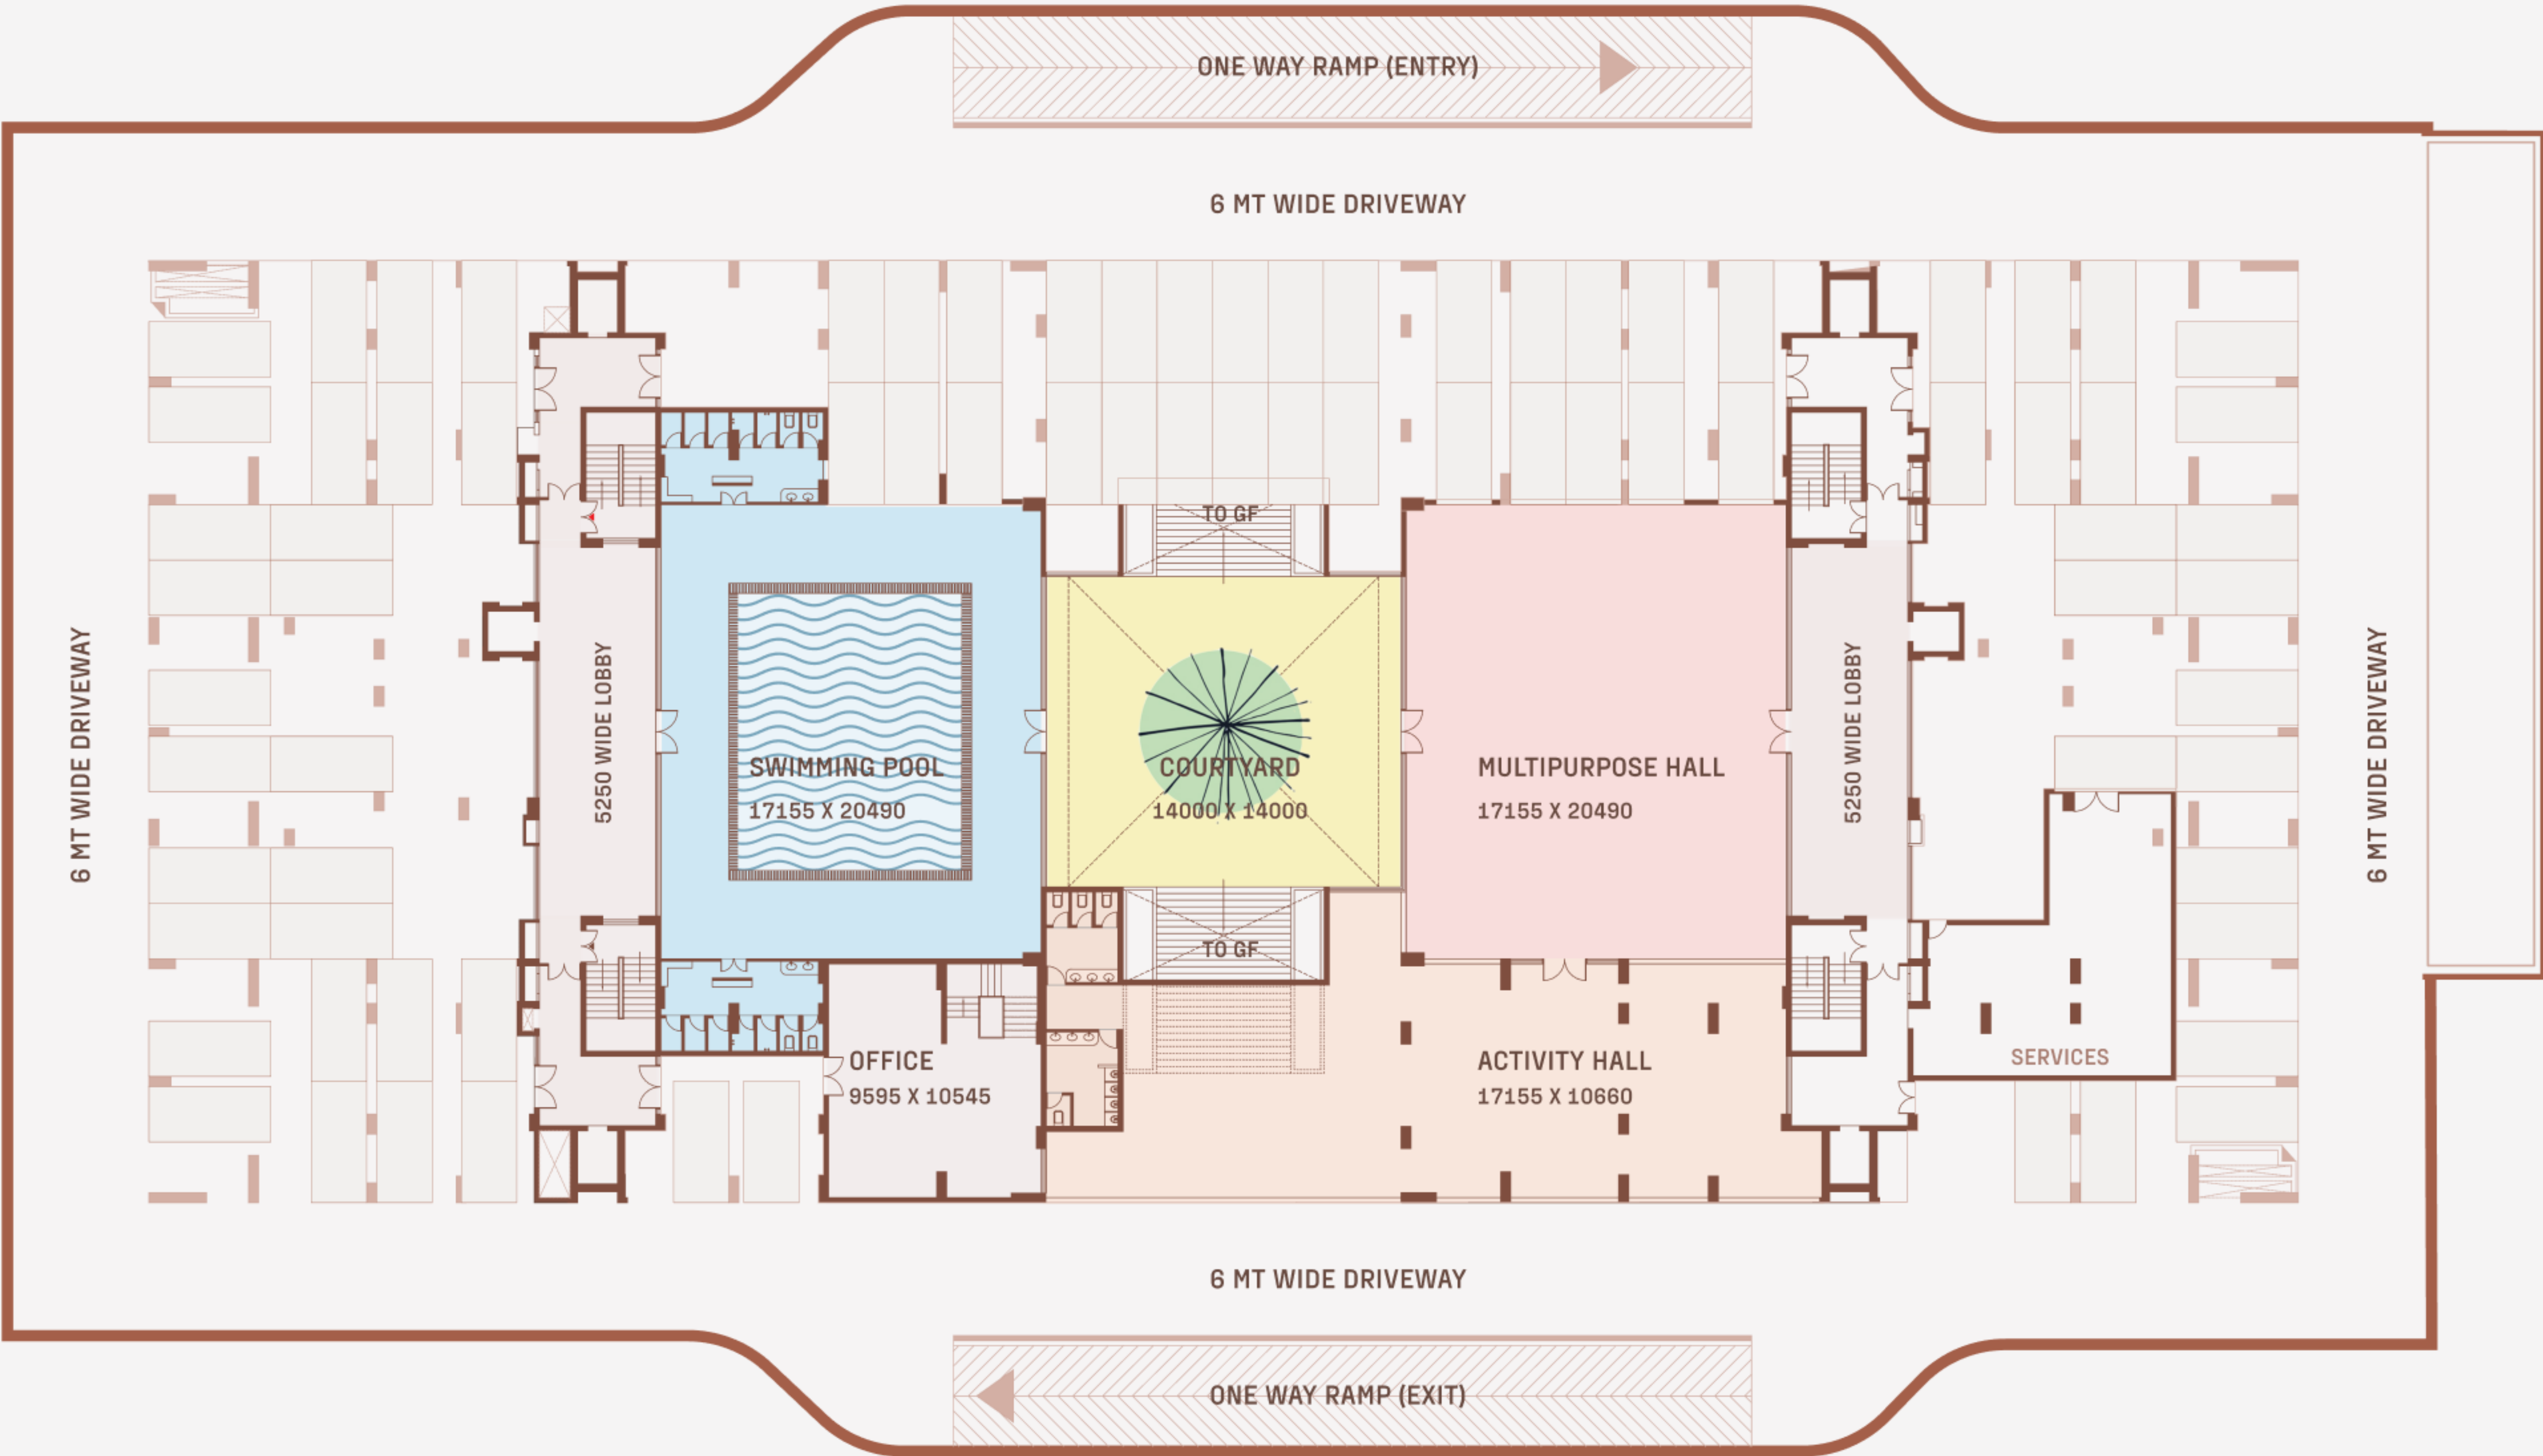 ONE WAY RAMP (ENTRY)
6 MT WIDE DRIVEWAY
TO GF
6 MT WIDE DRIVEWAY
5250 WIDE LOBBY
SWIMMING POOL
17155 X 20490
COURTYARD
14000 X 14000
MULTIPURPOSE HALL
17155 X 20490
5250 WIDE LOBBY
6 MT WIDE DRIVEWAY
TO GF
OFFICE
9595 X 10545
ACTIVITY HALL
17155 X 10660
SERVICES
6 MT WIDE DRIVEWAY
ONE WAY RAMP (EXIT)